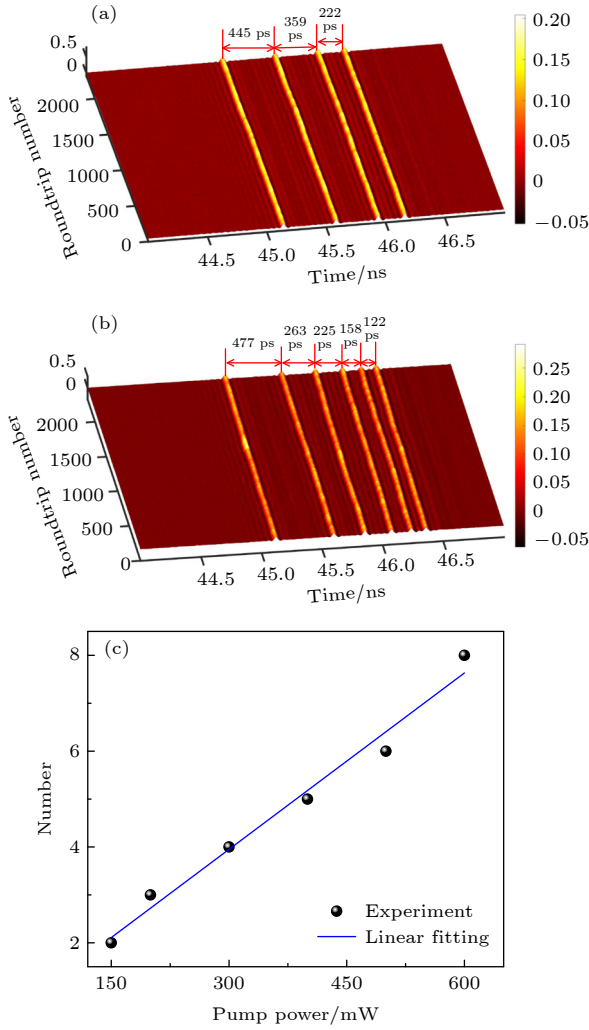 (a)
445 ps
359
ps
222
ps
0.5
0
2000
1500
1000
500
0
Roundtrip number
44.5
45.0
45.5
46.0
46.5
Time/ns
0.20
0.15
0.10
0.05
0
−0.05
(b)
477 ps
263
ps
225
ps
158
ps
122
ps
0.5
0
2000
1500
1000
500
0
Roundtrip number
44.5
45.0
45.5
46.0
46.5
Time/ns
0.25
0.20
0.15
0.10
0.05
0
−0.05
(c)
8
6
4
2
Number
Experiment
Linear fitting
150
300
450
600
Pump power/mW